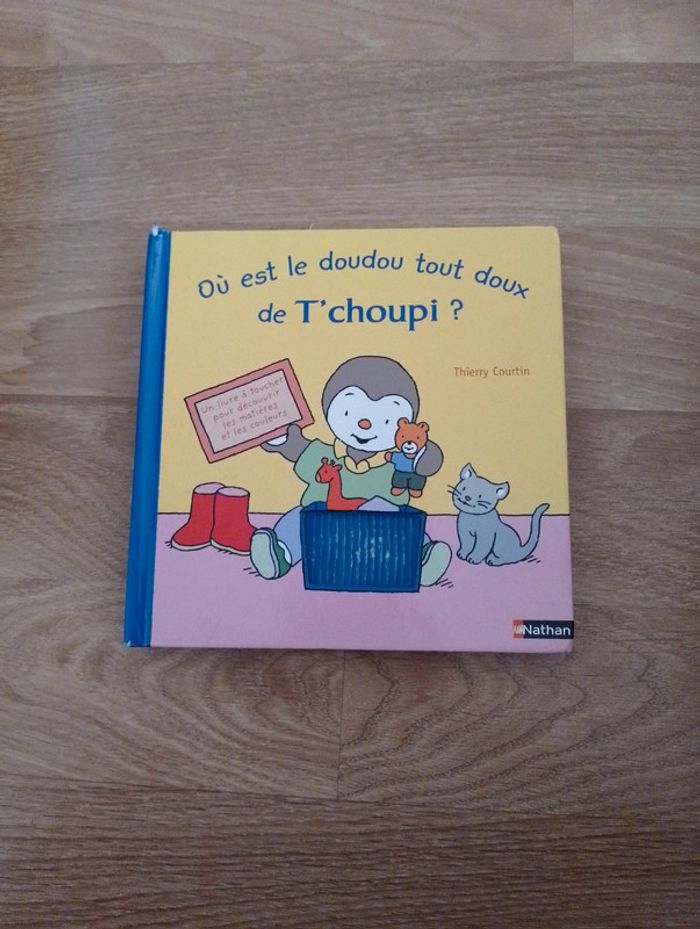 Où est le doudou tout doux
de T'choupi ?
Thierry Courtin
Un livre à toucher
pour découvrir
les matières
et les couleurs
Nathan